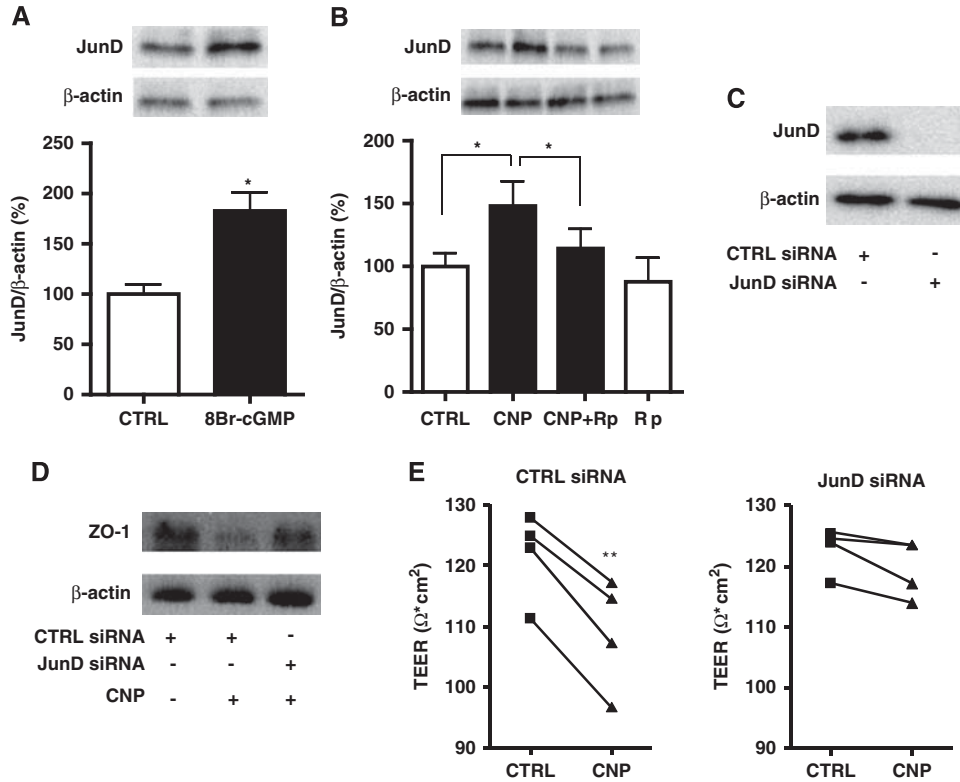 A
JunD
β-actin
JunD/β-actin (%)
250
200
150
100
50
0
*
CTRL 8Br-cGMP
B
JunD
β-actin
JunD/β-actin (%)
200
150
100
50
0
* *
CTRL CNP CNP+Rp Rp
C
JunD
β-actin
CTRL siRNA + -
JunD siRNA - +
D
ZO-1
β-actin
CTRL siRNA + + -
JunD siRNA - - +
CNP - + +
E
CTRL siRNA
TEER (Ω*cm2)
130
120
110
100
90
**
CTRL CNP
JunD siRNA
TEER (Ω*cm2)
130
120
110
100
90
CTRL CNP